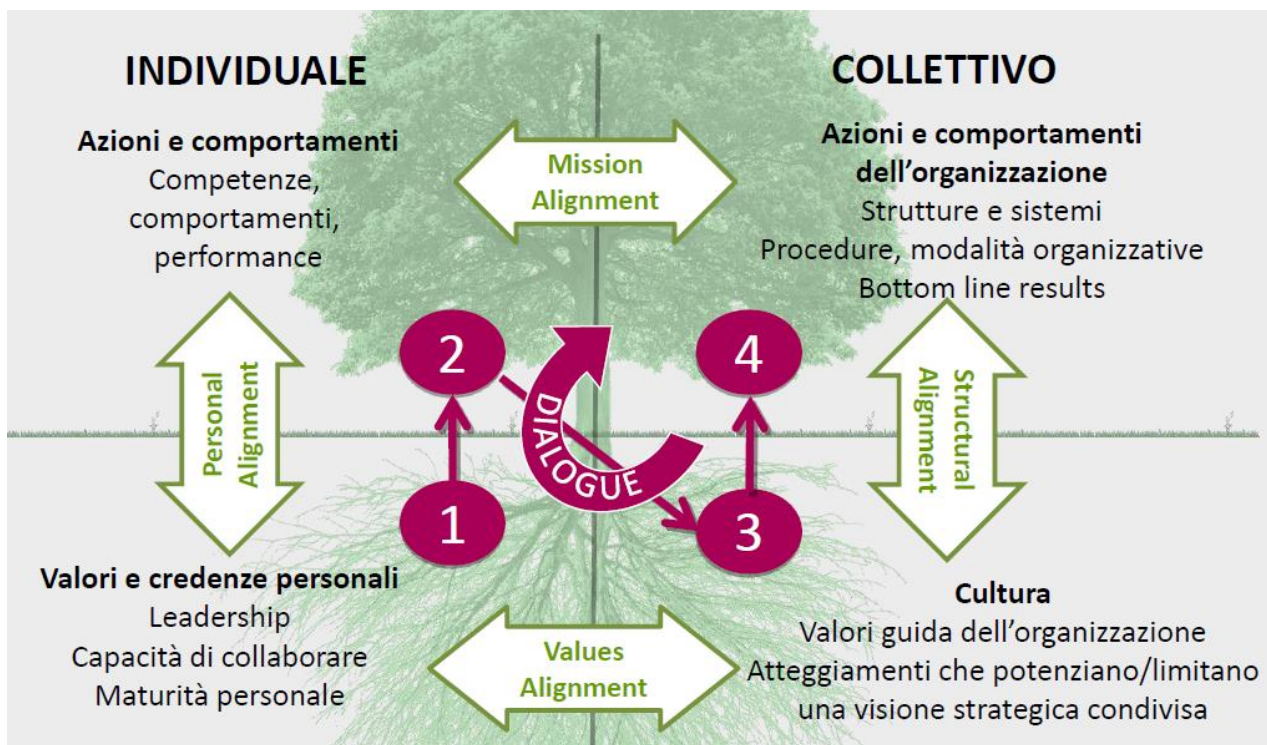 INDIVIDUALE
Azioni e comportamenti
Competenze,
comportamenti,
performance
COLLETTIVO
Azioni e comportamenti
dell’organizzazione
Strutture e sistemi
Procedure, modalità organizzative
Bottom line results
Mission
Alignment
Personal
Alignment
2
4
DIALOGUE
1
3
Structural
Alignment
Valori e credenze personali
Leadership
Capacità di collaborare
Maturità personale
Values
Alignment
Cultura
Valori guida dell’organizzazione
Atteggiamenti che potenziano/limitano
una visione strategica condivisa